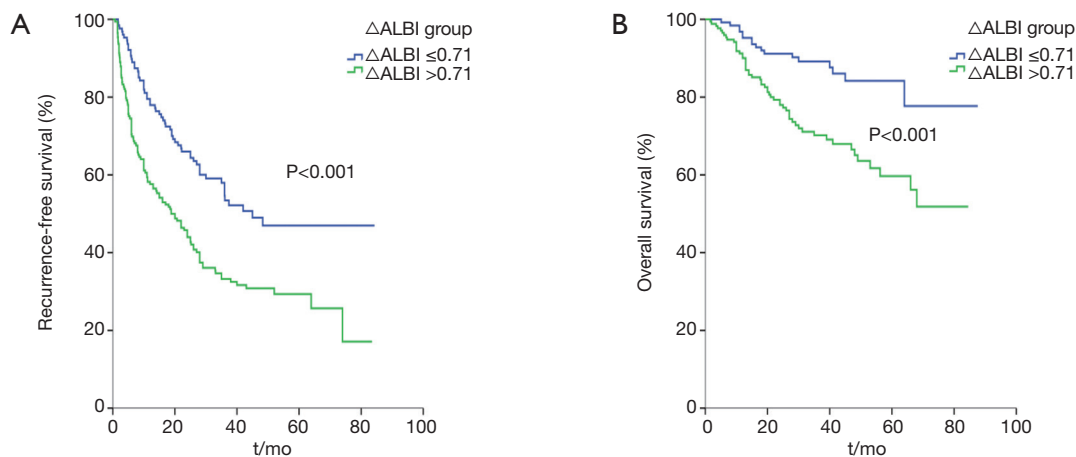 A
△ALBI group
△ALBI ≤0.71
△ALBI >0.71
P<0.001
Recurrence-free survival (%)
100
80
60
40
20
0
0 20 40 60 80 100
t/mo
B
△ALBI group
△ALBI ≤0.71
△ALBI >0.71
P<0.001
Overall survival (%)
100
80
60
40
20
0
0 20 40 60 80 100
t/mo